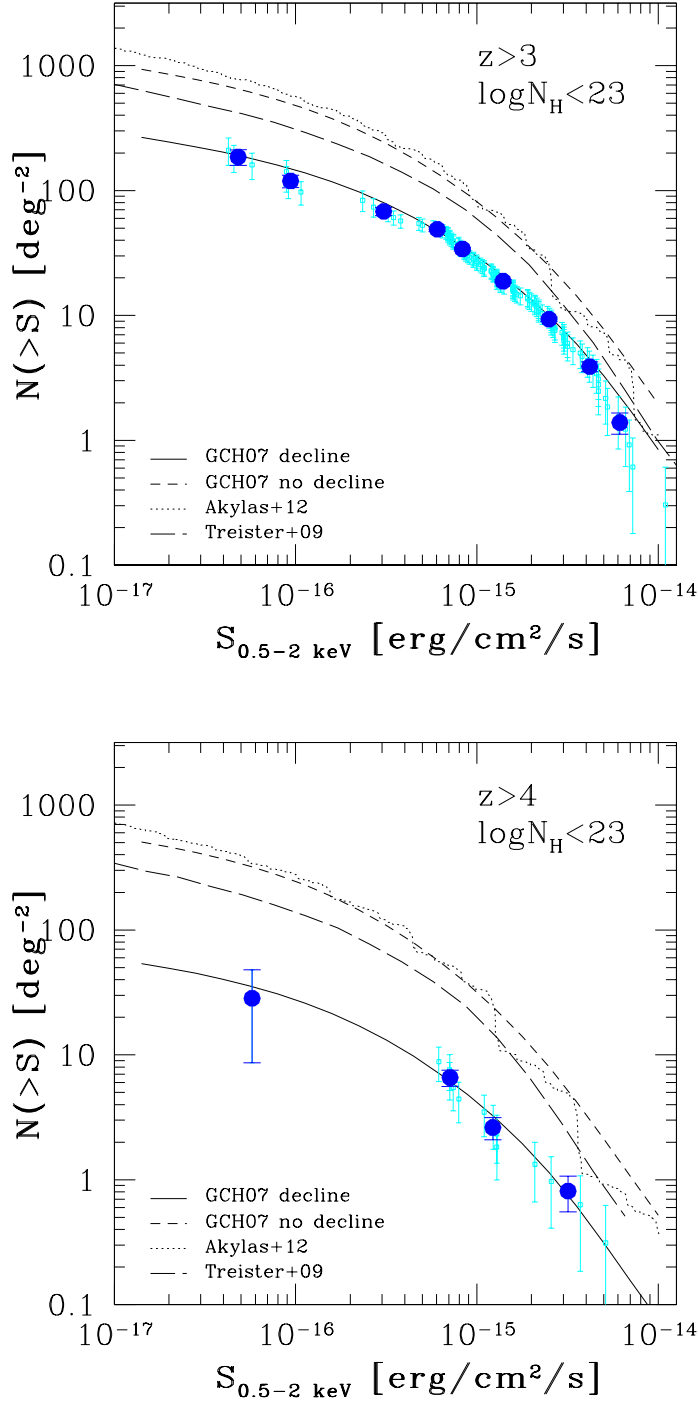 z>3
logN_H<23
1000
100
10
1
0.1
N(>S) [deg⁻²]
GCH07 decline
GCH07 no decline
Akylas+12
Treister+09
10⁻¹⁷
10⁻¹⁶
10⁻¹⁵
10⁻¹⁴
S_0.5−2 keV [erg/cm²/s]
z>4
logN_H<23
1000
100
10
1
0.1
N(>S) [deg⁻²]
GCH07 decline
GCH07 no decline
Akylas+12
Treister+09
10⁻¹⁷
10⁻¹⁶
10⁻¹⁵
10⁻¹⁴
S_0.5−2 keV [erg/cm²/s]